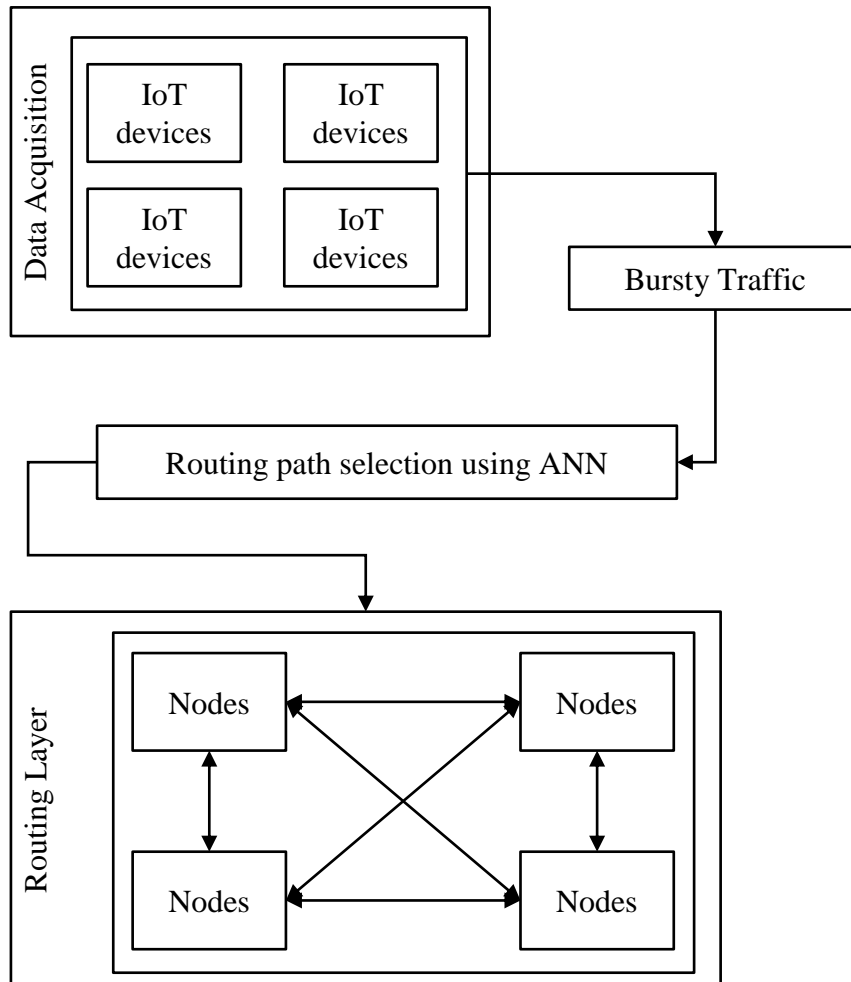 Data Acquisition
IoT
devices
IoT
devices
IoT
devices
IoT
devices
Bursty Traffic
Routing path selection using ANN
Routing Layer
Nodes
Nodes
Nodes
Nodes